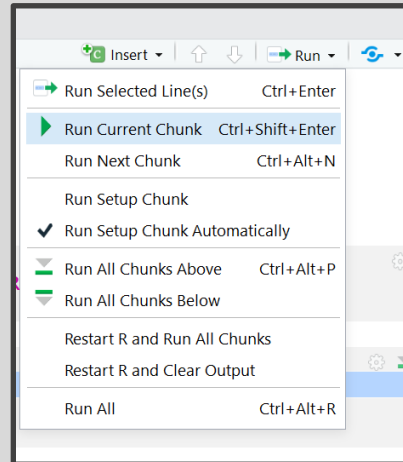 Insert Run
Run Selected Line(s) Ctrl+Enter
Run Current Chunk Ctrl+Shift+Enter
Run Next Chunk Ctrl+Alt+N
Run Setup Chunk
Run Setup Chunk Automatically
Run All Chunks Above Ctrl+Alt+P
Run All Chunks Below
Restart R and Run All Chunks
Restart R and Clear Output
Run All Ctrl+Alt+R